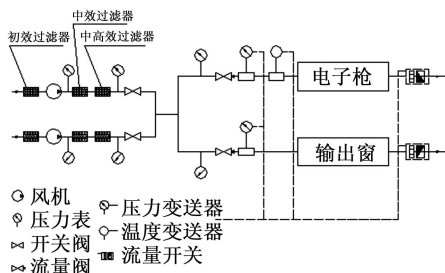 中效过滤器
初效过滤器
中高效过滤器
电子枪
输出窗
风机
压力表
开关阀
流量阀
压力变送器
温度变送器
流量开关